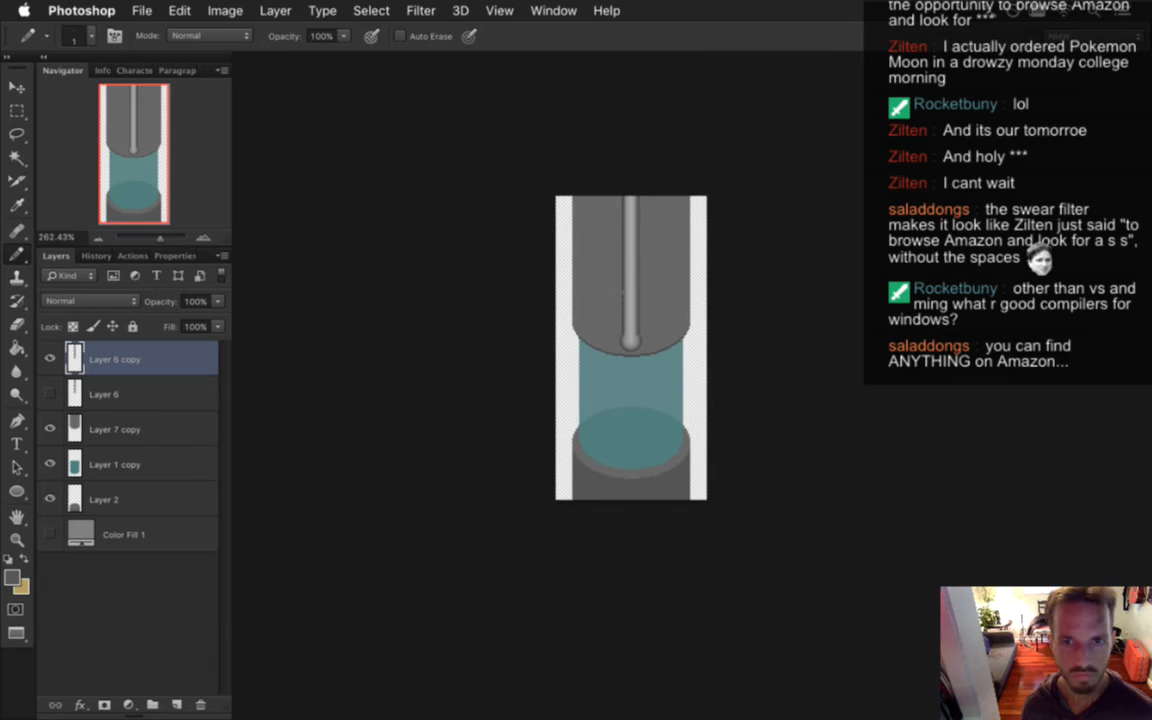 Photoshop File Edit Image Layer Type Select Filter 3D View Window Help
1 Mode: Normal Opacity: 100% Auto Erase
Navigator Info Characte Paragrap
262.43%
Layers History Actions Properties
Kind
Normal Opacity: 100%
Lock: Fill: 100%
Layer 6 copy
Layer 6
Layer 7 copy
Layer 1 copy
Layer 2
Color Fill 1
the opportunity to browse Amazon
and look for ***
Zilten : I actually ordered Pokemon
Moon in a drowzy monday college
morning
Rocketbuny : lol
Zilten : And its our tomorroe
Zilten : And holy ***
Zilten : I cant wait
saladdongs : the swear filter
makes it look like Zilten just said "to
browse Amazon and look for a s s",
without the spaces
Rocketbuny : other than vs and
ming what r good compilers for
windows?
saladdongs : you can find
ANYTHING on Amazon...